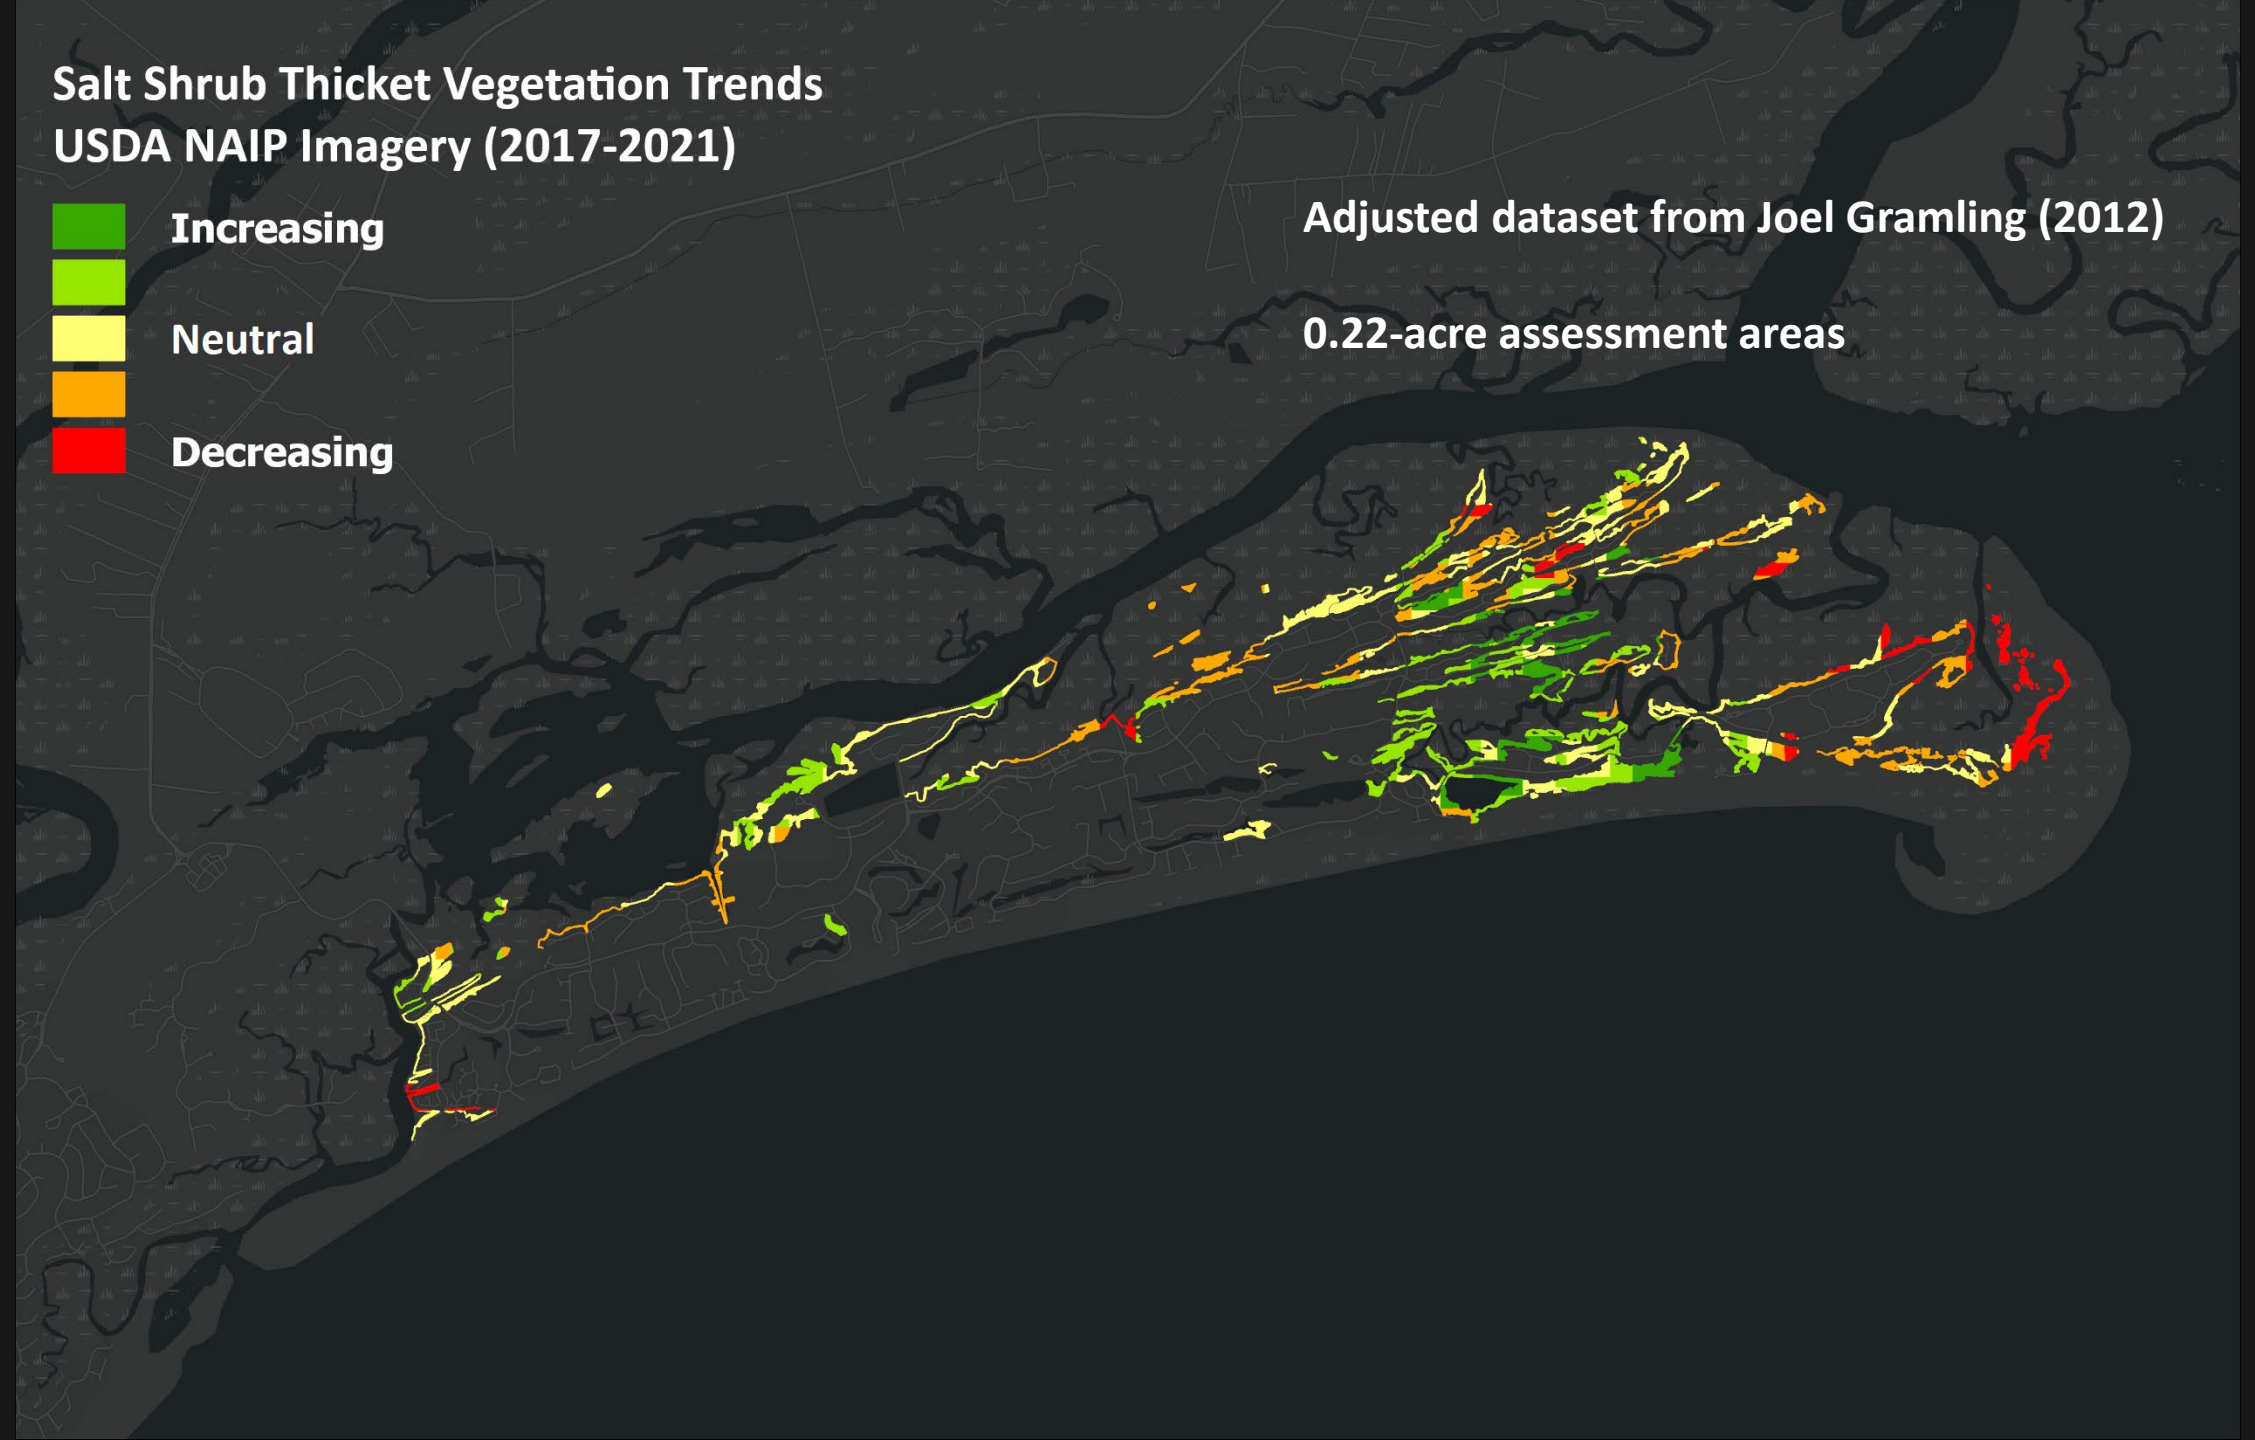 Salt Shrub Thicket Vegetation Trends
USDA NAIP Imagery (2017-2021)
Increasing
Neutral
Decreasing
Adjusted dataset from Joel Gramling (2012)
0.22-acre assessment areas